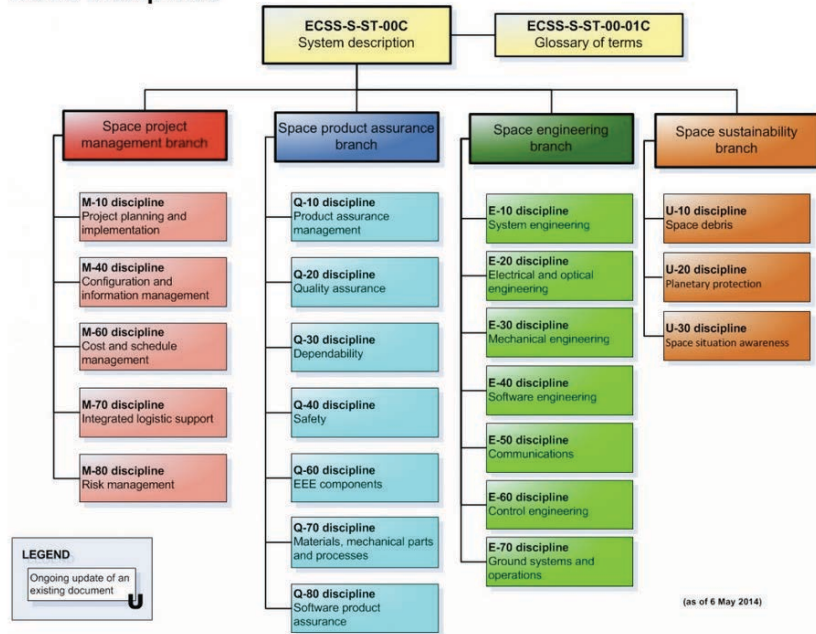 ECSS-S-ST-00C
System description
ECSS-S-ST-00-01C
Glossary of terms
Space project
management branch
Space product assurance
branch
Space engineering
branch
Space sustainability
branch
M-10 discipline
Project planning and
implementation
M-40 discipline
Configuration and
information management
M-60 discipline
Cost and schedule
management
M-70 discipline
Integrated logistic support
M-80 discipline
Risk management
Q-10 discipline
Product assurance
management
Q-20 discipline
Quality assurance
Q-30 discipline
Dependability
Q-40 discipline
Safety
Q-60 discipline
EEE components
Q-70 discipline
Materials, mechanical parts
and processes
Q-80 discipline
Software product
assurance
E-10 discipline
System engineering
E-20 discipline
Electrical and optical
engineering
E-30 discipline
Mechanical engineering
E-40 discipline
Software engineering
E-50 discipline
Communications
E-60 discipline
Control engineering
E-70 discipline
Ground systems and
operations
U-10 discipline
Space debris
U-20 discipline
Planetary protection
U-30 discipline
Space situation awareness
LEGEND
Ongoing update of an
existing document
U
(as of 6 May 2014)